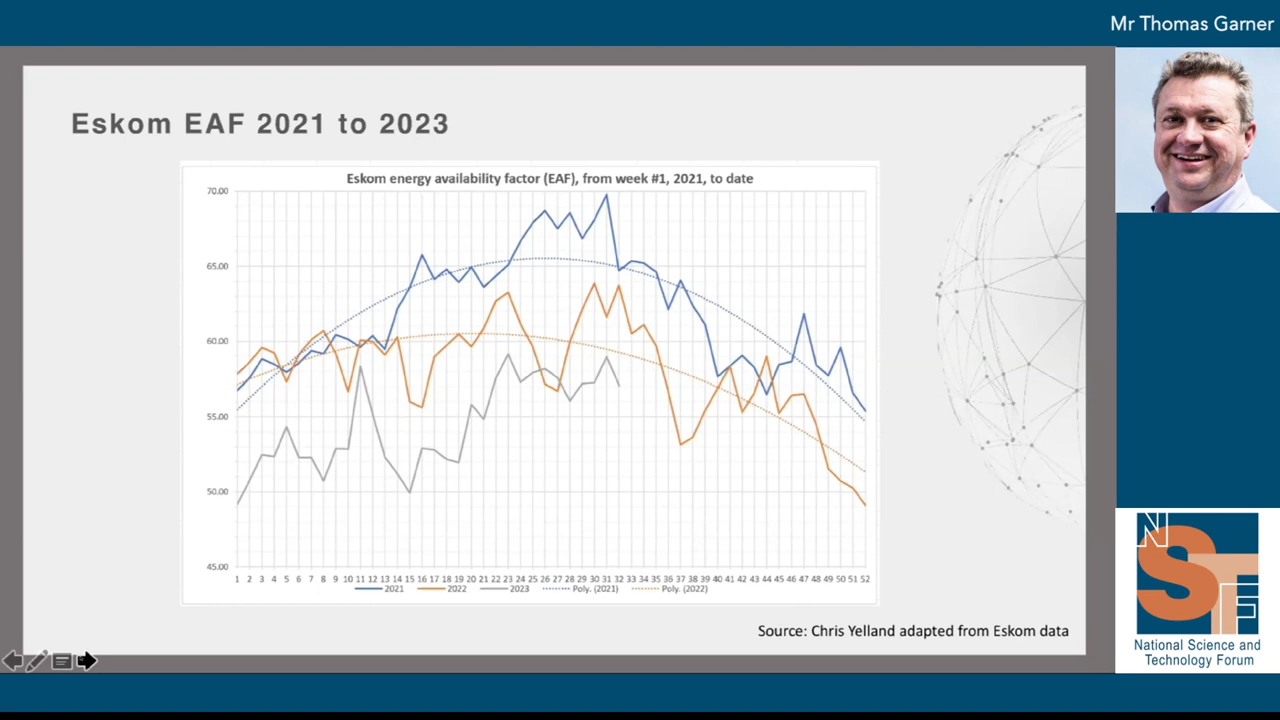 Mr Thomas Garner
Eskom EAF 2021 to 2023
Eskom energy availability factor (EAF), from week #1, 2021, to date
70.00
65.00
60.00
55.00
50.00
45.00
1 2 3 4 5 6 7 8 9 10 11 12 13 14 15 16 17 18 19 20 21 22 23 24 25 26 27 28 29 30 31 32 33 34 35 36 37 38 39 40 41 42 43 44 45 46 47 48 49 50 51 52
2021 2022 2023 Poly. (2021) Poly. (2022)
Source: Chris Yelland adapted from Eskom data
NSTF
National Science and
Technology Forum